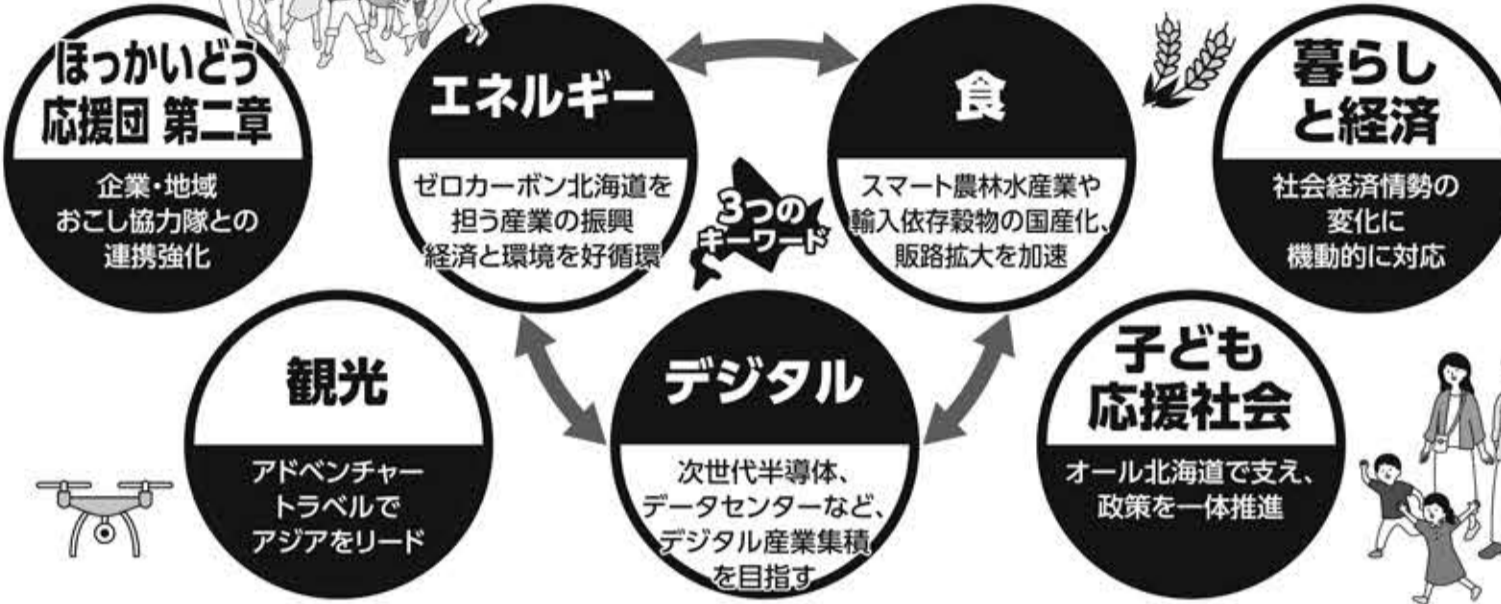 ほっかいどう
応援団 第二章
企業・地域
おこし協力隊との
連携強化
エネルギー
ゼロカーボン北海道を
担う産業の振興
経済と環境を好循環
3つの
キーワード
食
スマート農林水産業や
輸入依存穀物の国産化、
販路拡大を加速
暮らし
と経済
社会経済情勢の
変化に
機動的に対応
観光
アドベンチャー
トラベルで
アジアをリード
デジタル
次世代半導体、
データセンターなど、
デジタル産業集積
を目指す
子ども
応援社会
オール北海道で支え、
政策を一体推進